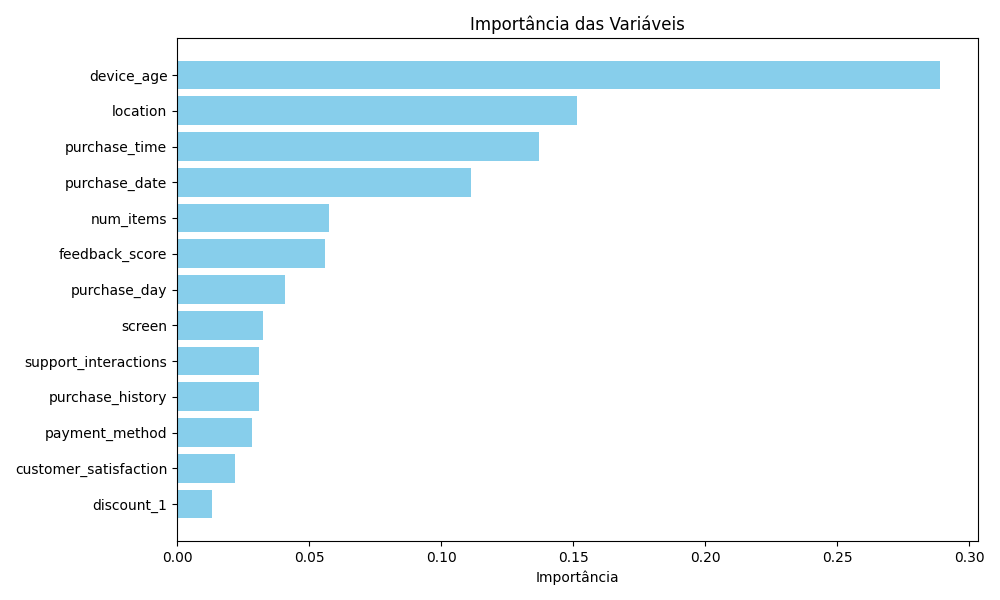 Importância das Variáveis
device_age
location
purchase_time
purchase_date
num_items
feedback_score
purchase_day
screen
support_interactions
purchase_history
payment_method
customer_satisfaction
discount_1
0.00 0.05 0.10 0.15 0.20 0.25 0.30
Importância